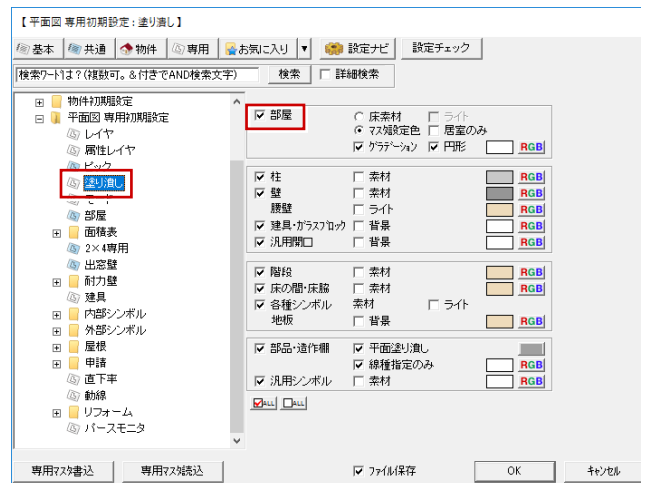 【 平面図 専用初期設定 : 塗り潰し 】
基本 共通 物件 専用 お気に入り ▼ 設定ナビ 設定チェック
検索ワードは？(複数可。&付きでAND検索文字) 検索 詳細検索
物件初期設定
平面図 専用初期設定
レイヤ
属性レイヤ
ピック
塗り潰し
モード
部屋
面積表
2×4専用
出窓壁
耐力壁
建具
内部シンボル
外部シンボル
屋根
申請
直下率
動線
リフォーム
パースモニタ
部屋 床素材 ライト
マスタ設定色 居室のみ
グラデーション 円形 RGB
柱 素材 RGB
壁 素材 RGB
腰壁 ライト RGB
建具・ガラスブロック 背景 RGB
汎用開口 背景 RGB
階段 素材 RGB
床の間・床脇 素材 RGB
各種シンボル 素材 ライト
地板 背景 RGB
部品・造作棚 平面塗り潰し
線種指定のみ RGB
汎用シンボル 素材 RGB
ALL ALL
専用マスタ書込 専用マスタ読込 ファイル保存 OK キャンセル